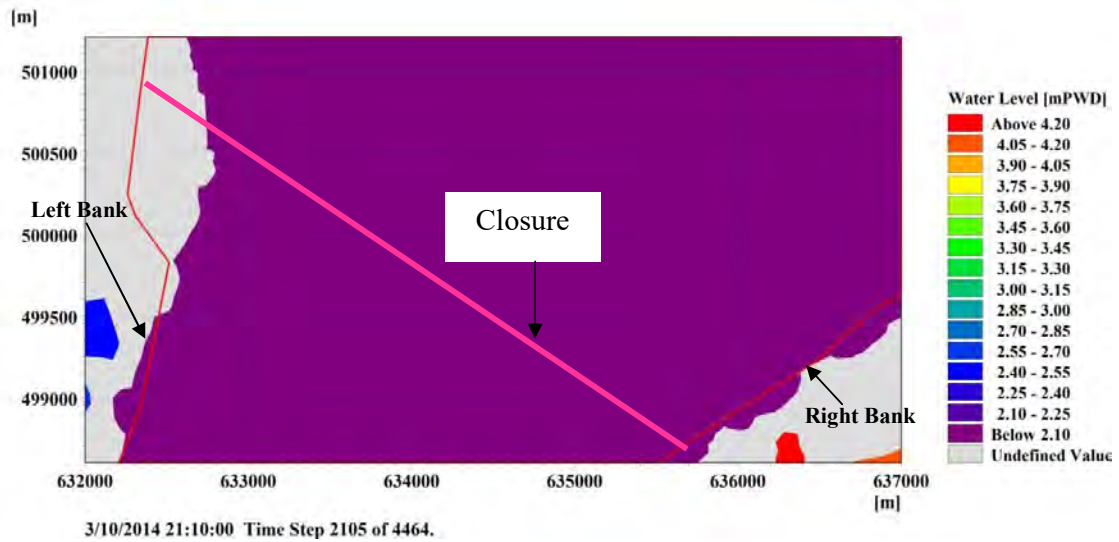 [m]
501000
500500
500000
499500
499000
Left Bank
Closure
Right Bank
632000 633000 634000 635000 636000 637000
[m]
3/10/2014 21:10:00 Time Step 2105 of 4464.
Water Level [mPWD]
Above 4.20
4.05 - 4.20
3.90 - 4.05
3.75 - 3.90
3.60 - 3.75
3.45 - 3.60
3.30 - 3.45
3.15 - 3.30
3.00 - 3.15
2.85 - 3.00
2.70 - 2.85
2.55 - 2.70
2.40 - 2.55
2.25 - 2.40
2.10 - 2.25
Below 2.10
Undefined Value